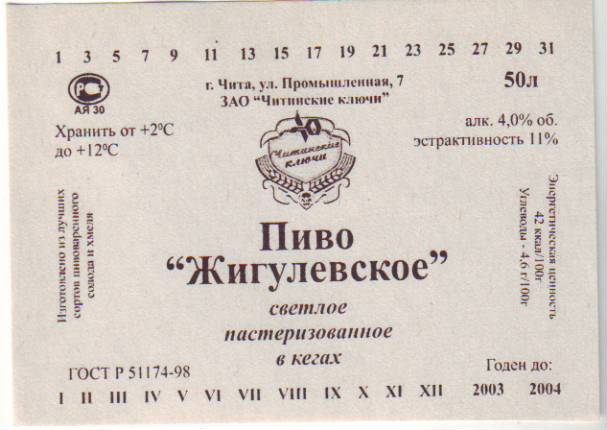 1 3 5 7 9 11 13 15 17 19 21 23 25 27 29 31
г. Чита, ул. Промышленная, 7
ЗАО “Читинские ключи”
50л
РСТ
АЯ 30
Хранить от +2ºС
до +12ºС
алк. 4,0% об.
эстрактивность 11%
Читинские
ключи
Изготовлено из лучших
сортов пивоваренного
солода и хмеля
Энергетическая ценность
42 ккал/100г
Углеводы - 4,6 г/100г
Пиво
“Жигулевское”
светлое
пастеризованное
в кегах
ГОСТ Р 51174-98
Годен до:
I II III IV V VI VII VIII IX X XI XII 2003 2004